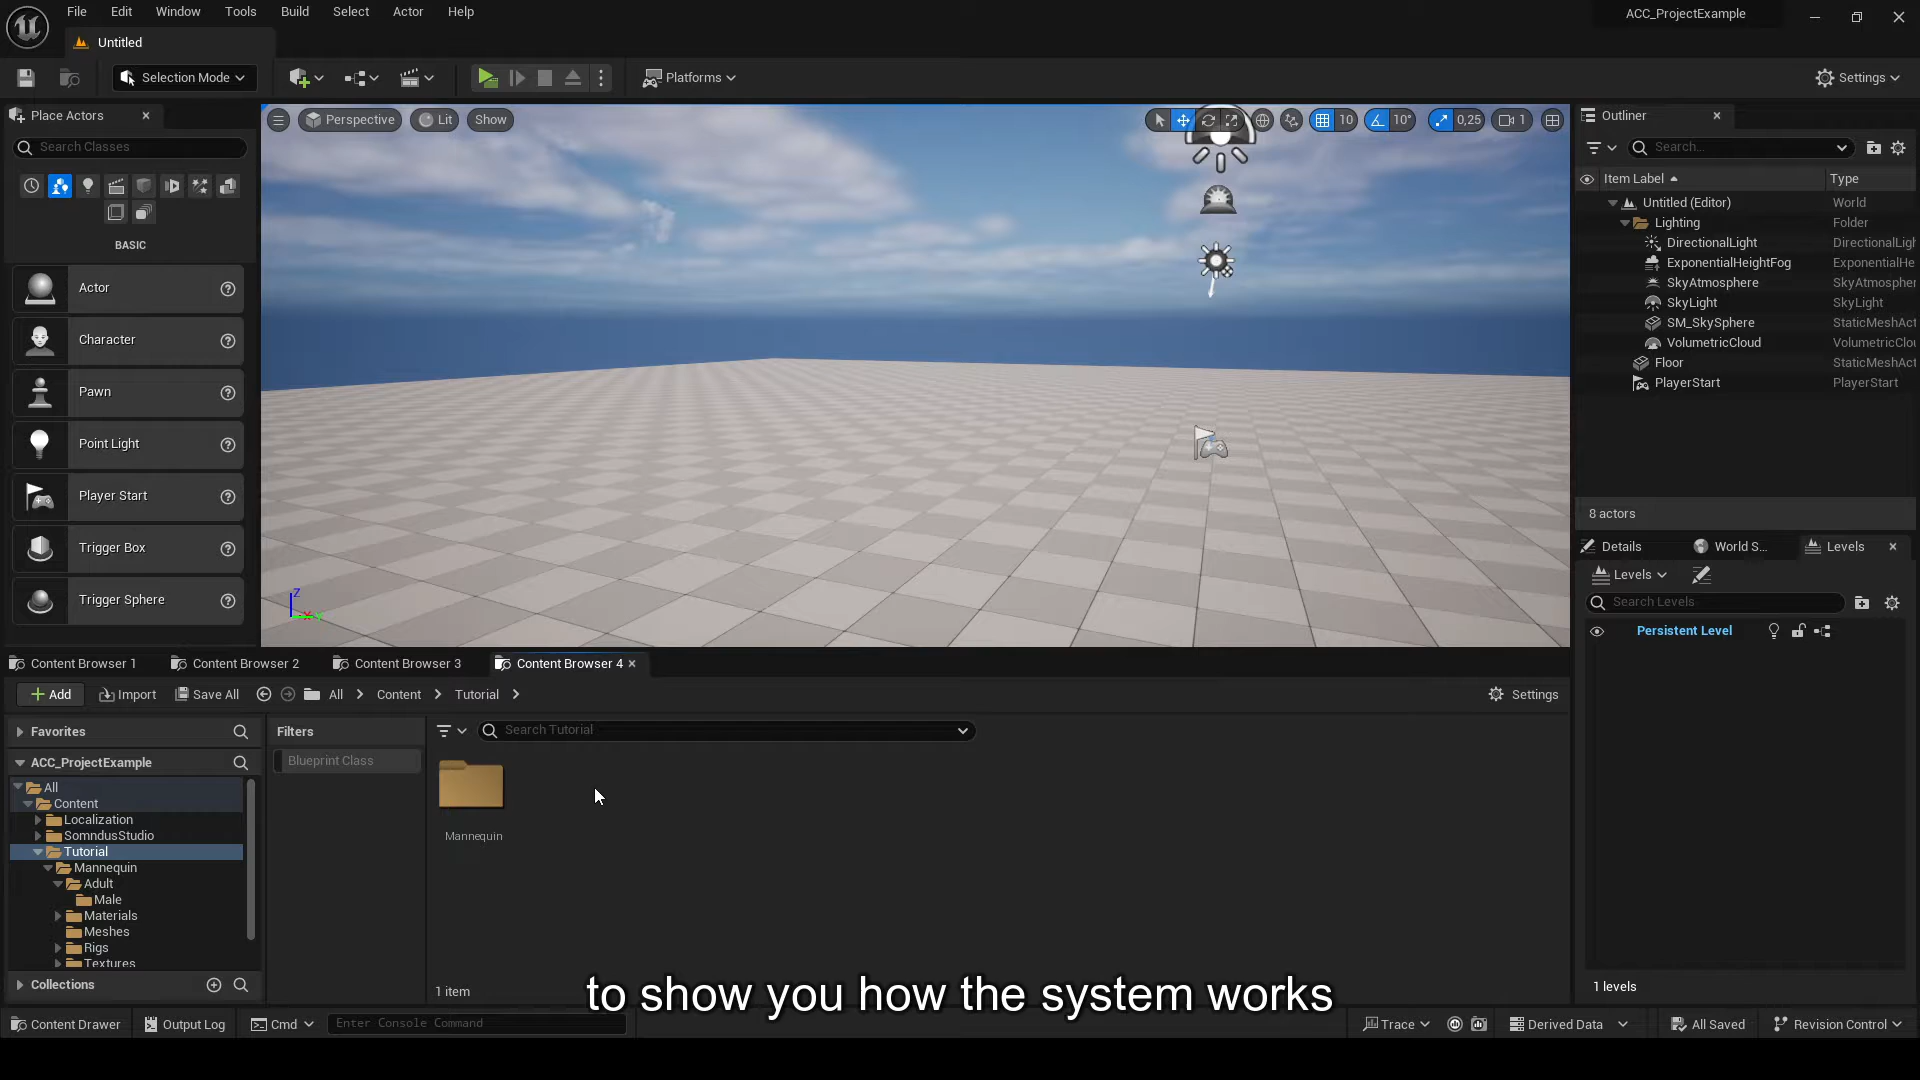 File Edit Window Tools Build Select Actor Help
ACC_ProjectExample
Untitled
Selection Mode
Platforms
Settings
Place Actors
Search Classes
BASIC
Actor
Character
Pawn
Point Light
Player Start
Trigger Box
Trigger Sphere
Perspective Lit Show
10 10° 0,25 1
Z
Outliner
Search...
Item Label Type
Untitled (Editor) World
Lighting Folder
DirectionalLight DirectionalLigh
ExponentialHeightFog ExponentialHe
SkyAtmosphere SkyAtmospher
SkyLight SkyLight
SM_SkySphere StaticMeshAct
VolumetricCloud VolumetricClou
Floor StaticMeshAct
PlayerStart PlayerStart
8 actors
Details World S... Levels
Levels
Search Levels
Persistent Level
1 levels
Content Browser 1 Content Browser 2 Content Browser 3 Content Browser 4
Add Import Save All All Content Tutorial Settings
Favorites
ACC_ProjectExample
All
Content
Localization
SomndusStudio
Tutorial
Mannequin
Adult
Male
Materials
Meshes
Rigs
Textures
Collections
Filters
Blueprint Class
Search Tutorial
Mannequin
1 item
to show you how the system works
Content Drawer Output Log Cmd Enter Console Command Trace Derived Data All Saved Revision Control